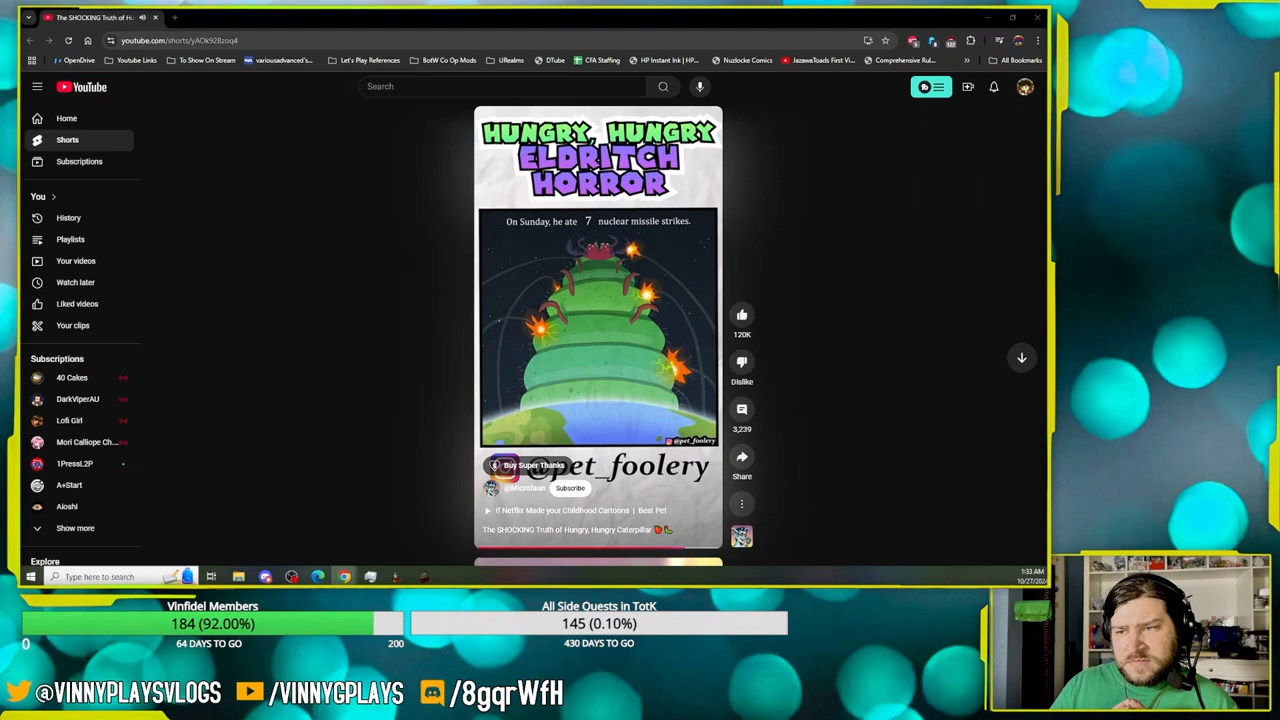 The SHOCKING Truth of Hu
youtube.com/shorts/yAOk92Bzoq4
OpenDrive
Youtube Links
To Show On Stream
variousadvanced's...
Let's Play References
BotW Co Op Mods
URealms
DTube
CFA Staffing
HP Instant Ink | HP...
Nuzlocke Modes
JazawaToads First Vi...
Comprehensive Rul...
»
All Bookmarks
YouTube
Search
Home
Shorts
Subscriptions
You
History
Playlists
Your videos
Watch later
Liked videos
Your clips
Subscriptions
40 Cakes
DarkViperAU
Lofi Girl
Mori Calliope Ch...
1PressL2P
A+Start
Aioshi
Show more
Explore
HUNGRY, HUNGRY
ELDRITCH
HORROR
On Sunday, he ate 7 nuclear missile strikes.
@pet_foolery
@pet_foolery
Buy Super Thanks
@Microfaun
Subscribe
If Netflix Made your Childhood Cartoons | Best Pet
The SHOCKING Truth of Hungry, Hungry Caterpillar
120K
Dislike
3,239
Share
Type here to search
1:33 AM
10/27/202
Vinfidel Members
184 (92.00%)
0
64 DAYS TO GO
200
All Side Quests in TotK
145 (0.10%)
430 DAYS TO GO
@VINNYPLAYSVLOGS
/VINNYGPLAYS
/8gqrWfH